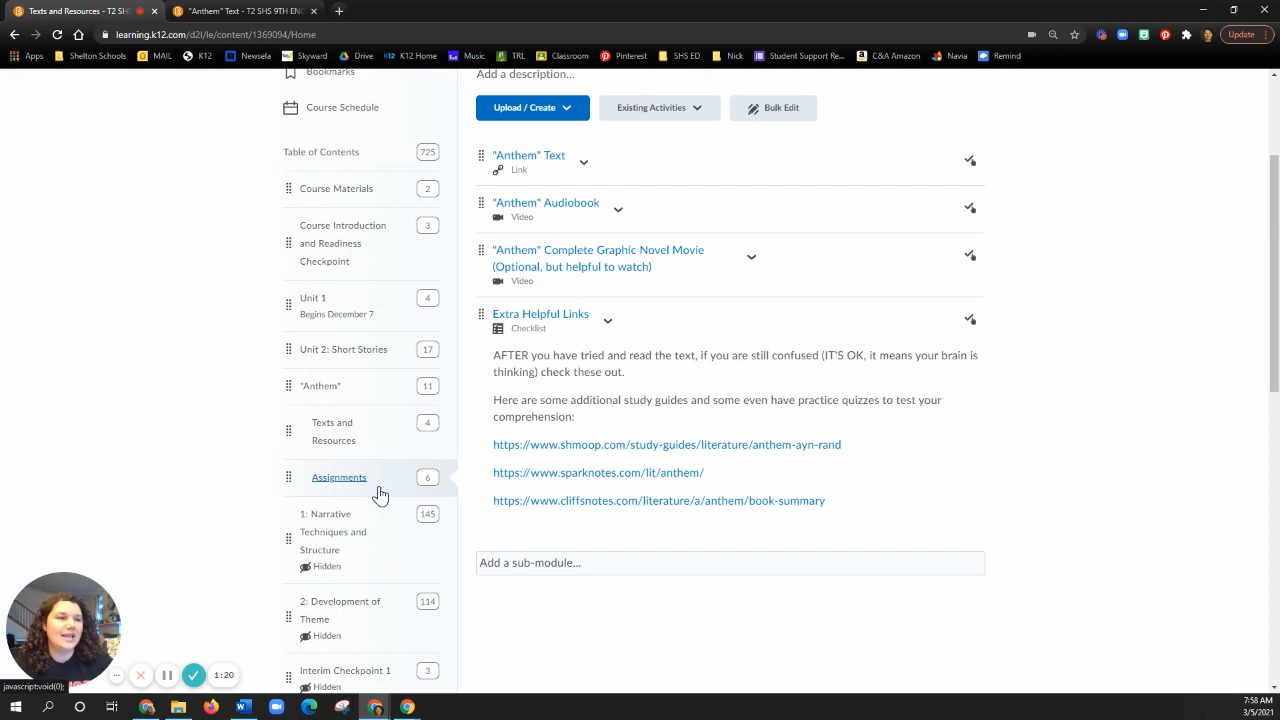 Texts and Resources - T2 SHS
"Anthem" Text - T2 SHS 9TH ENG
Update
learning.k12.com/d2l/le/content/1369094/Home
Apps
Shelton Schools
MAIL
K12
Newsela
Skyward
Drive
K12 Home
Music
TRL
Classroom
Pinterest
SHS ED
Nick
Student Support Re...
C&A Amazon
Navia
Remind
Bookmarks
Course Schedule
Table of Contents 725
Course Materials 2
Course Introduction 3
and Readiness
Checkpoint
Unit 1 4
Begins December 7
Unit 2: Short Stories 17
"Anthem" 11
Texts and 4
Resources
Assignments 6
1: Narrative 145
Techniques and
Structure
Hidden
2: Development of 114
Theme
Hidden
Interim Checkpoint 1 3
Hidden
Add a description...
Upload / Create
Existing Activities
Bulk Edit
"Anthem" Text
Link
"Anthem" Audiobook
Video
"Anthem" Complete Graphic Novel Movie
(Optional, but helpful to watch)
Video
Extra Helpful Links
Checklist
AFTER you have tried and read the text, if you are still confused (IT'S OK, it means your brain is
thinking) check these out.
Here are some additional study guides and some even have practice quizzes to test your
comprehension:
https://www.shmoop.com/study-guides/literature/anthem-ayn-rand
https://www.sparknotes.com/lit/anthem/
https://www.cliffsnotes.com/literature/a/anthem/book-summary
Add a sub-module...
1:20
javascript:void(0);
7:58 AM
3/5/2021